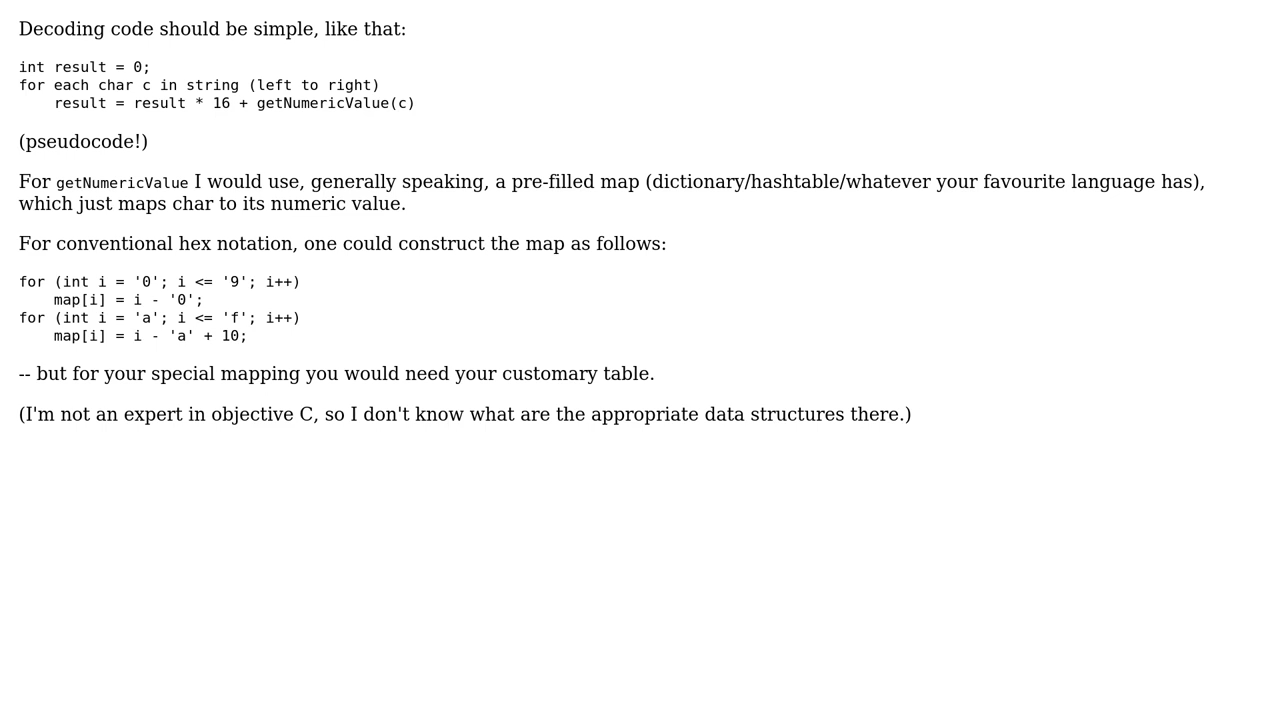 Decoding code should be simple, like that:
int result = 0;
for each char c in string (left to right)
    result = result * 16 + getNumericValue(c)
(pseudocode!)
For getNumericValue I would use, generally speaking, a pre-filled map (dictionary/hashtable/whatever your favourite language has),
which just maps char to its numeric value.
For conventional hex notation, one could construct the map as follows:
for (int i = '0'; i <= '9'; i++)
    map[i] = i - '0';
for (int i = 'a'; i <= 'f'; i++)
    map[i] = i - 'a' + 10;
-- but for your special mapping you would need your customary table.
(I'm not an expert in objective C, so I don't know what are the appropriate data structures there.)